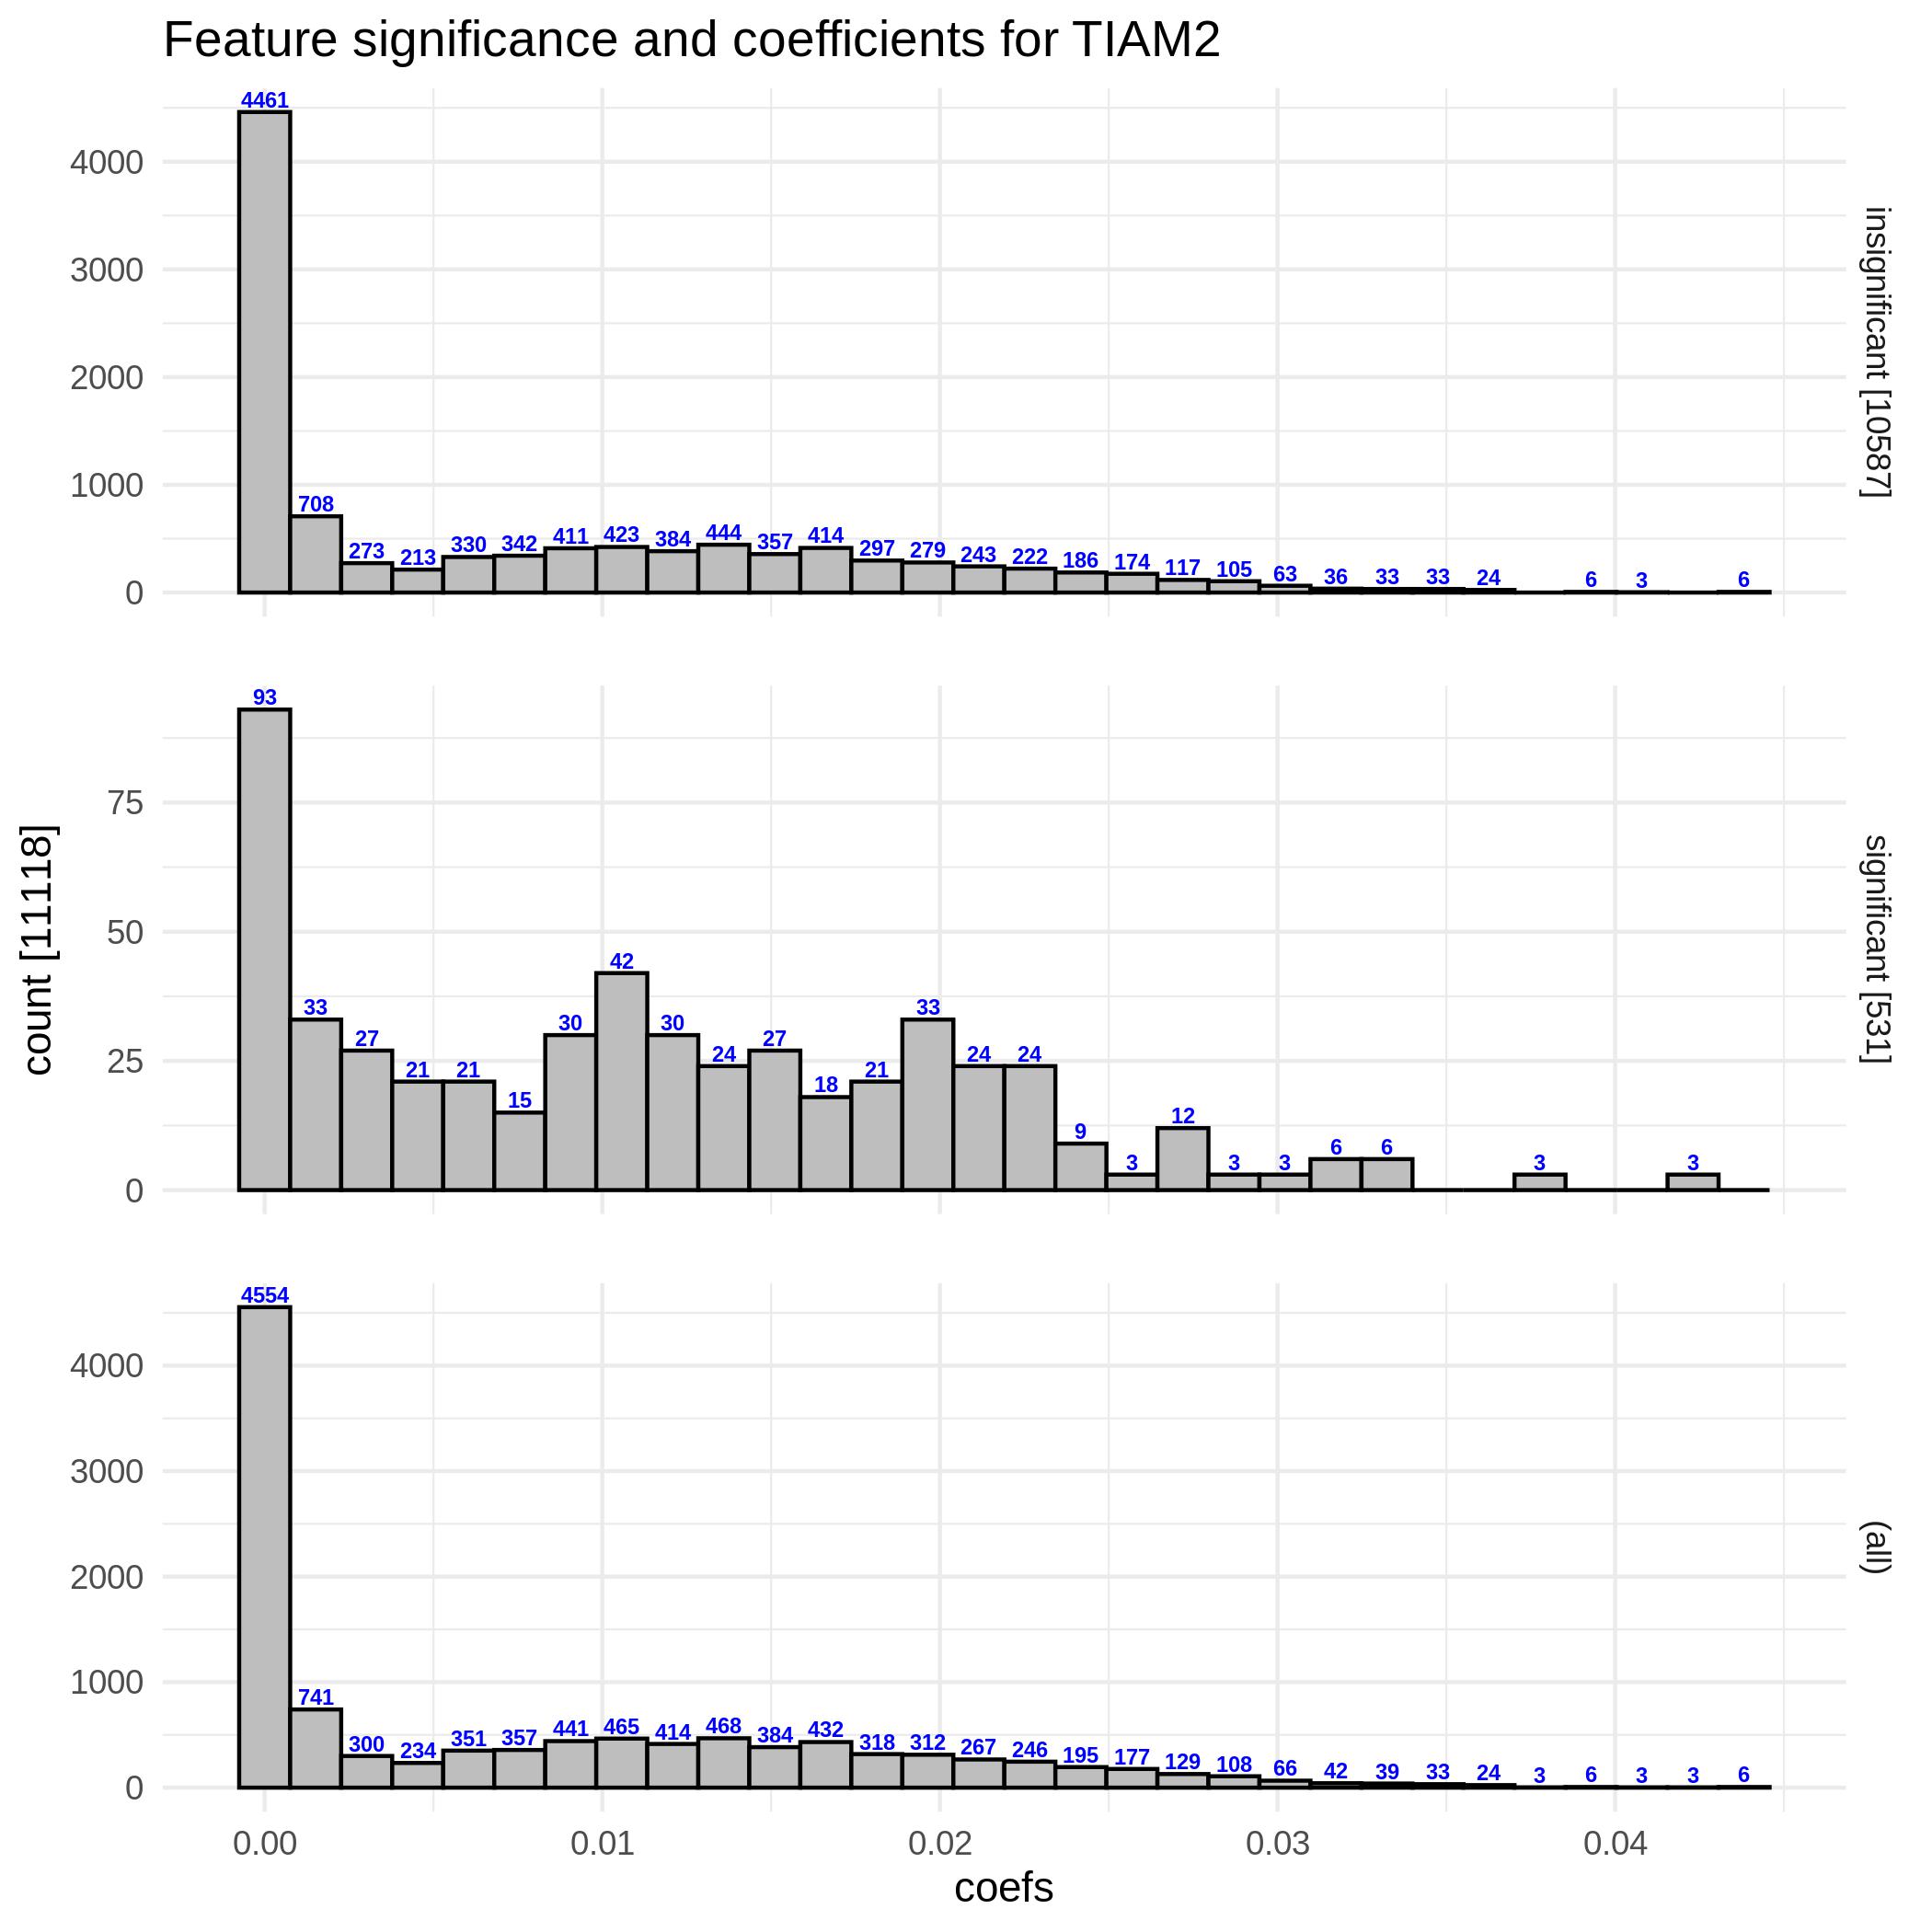 Feature significance and coefficients for TIAM2
4461
4000
3000
2000
1000
0
708 273 213 330 342 411 423 384 444 357 414 297 279 243 222 186 174 117 105 63 36 33 33 24 6 3 6
insignificant [10587]
count [11118]
93
75
50
25
0
33 27 21 21 15 30 42 30 24 27 18 21 33 24 24 9 3 12 3 3 6 6 3 3
significant [531]
4554
4000
3000
2000
1000
0
741 300 234 351 357 441 465 414 468 384 432 318 312 267 246 195 177 129 108 66 42 39 33 24 3 6 3 3 6
(all)
0.00 0.01 0.02 0.03 0.04
coefs